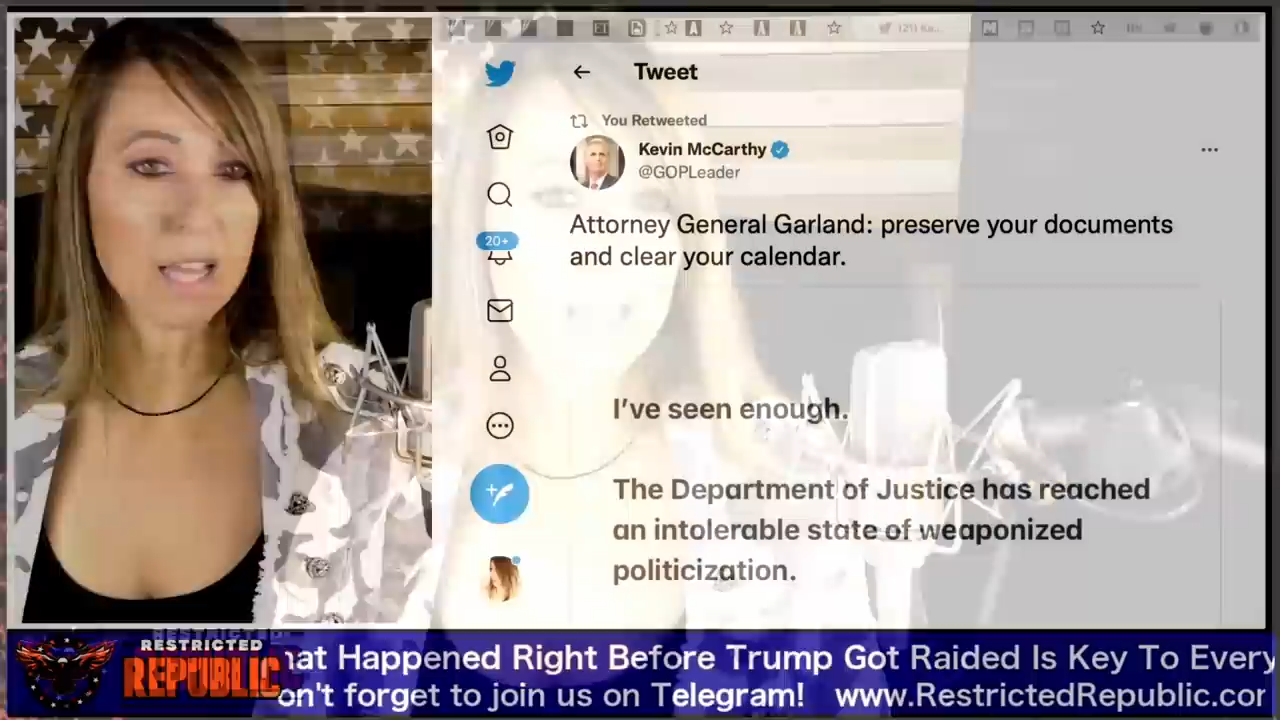 Tweet
You Retweeted
Kevin McCarthy
@GOPLeader
Attorney General Garland: preserve your documents
and clear your calendar.
20+
I've seen enough.
The Department of Justice has reached
an intolerable state of weaponized
politicization.
RESTRICTED
REPUBLIC
Happened Right Before Trump Got Raided Is Key To Every
on't forget to join us on Telegram! www.RestrictedRepublic.cor